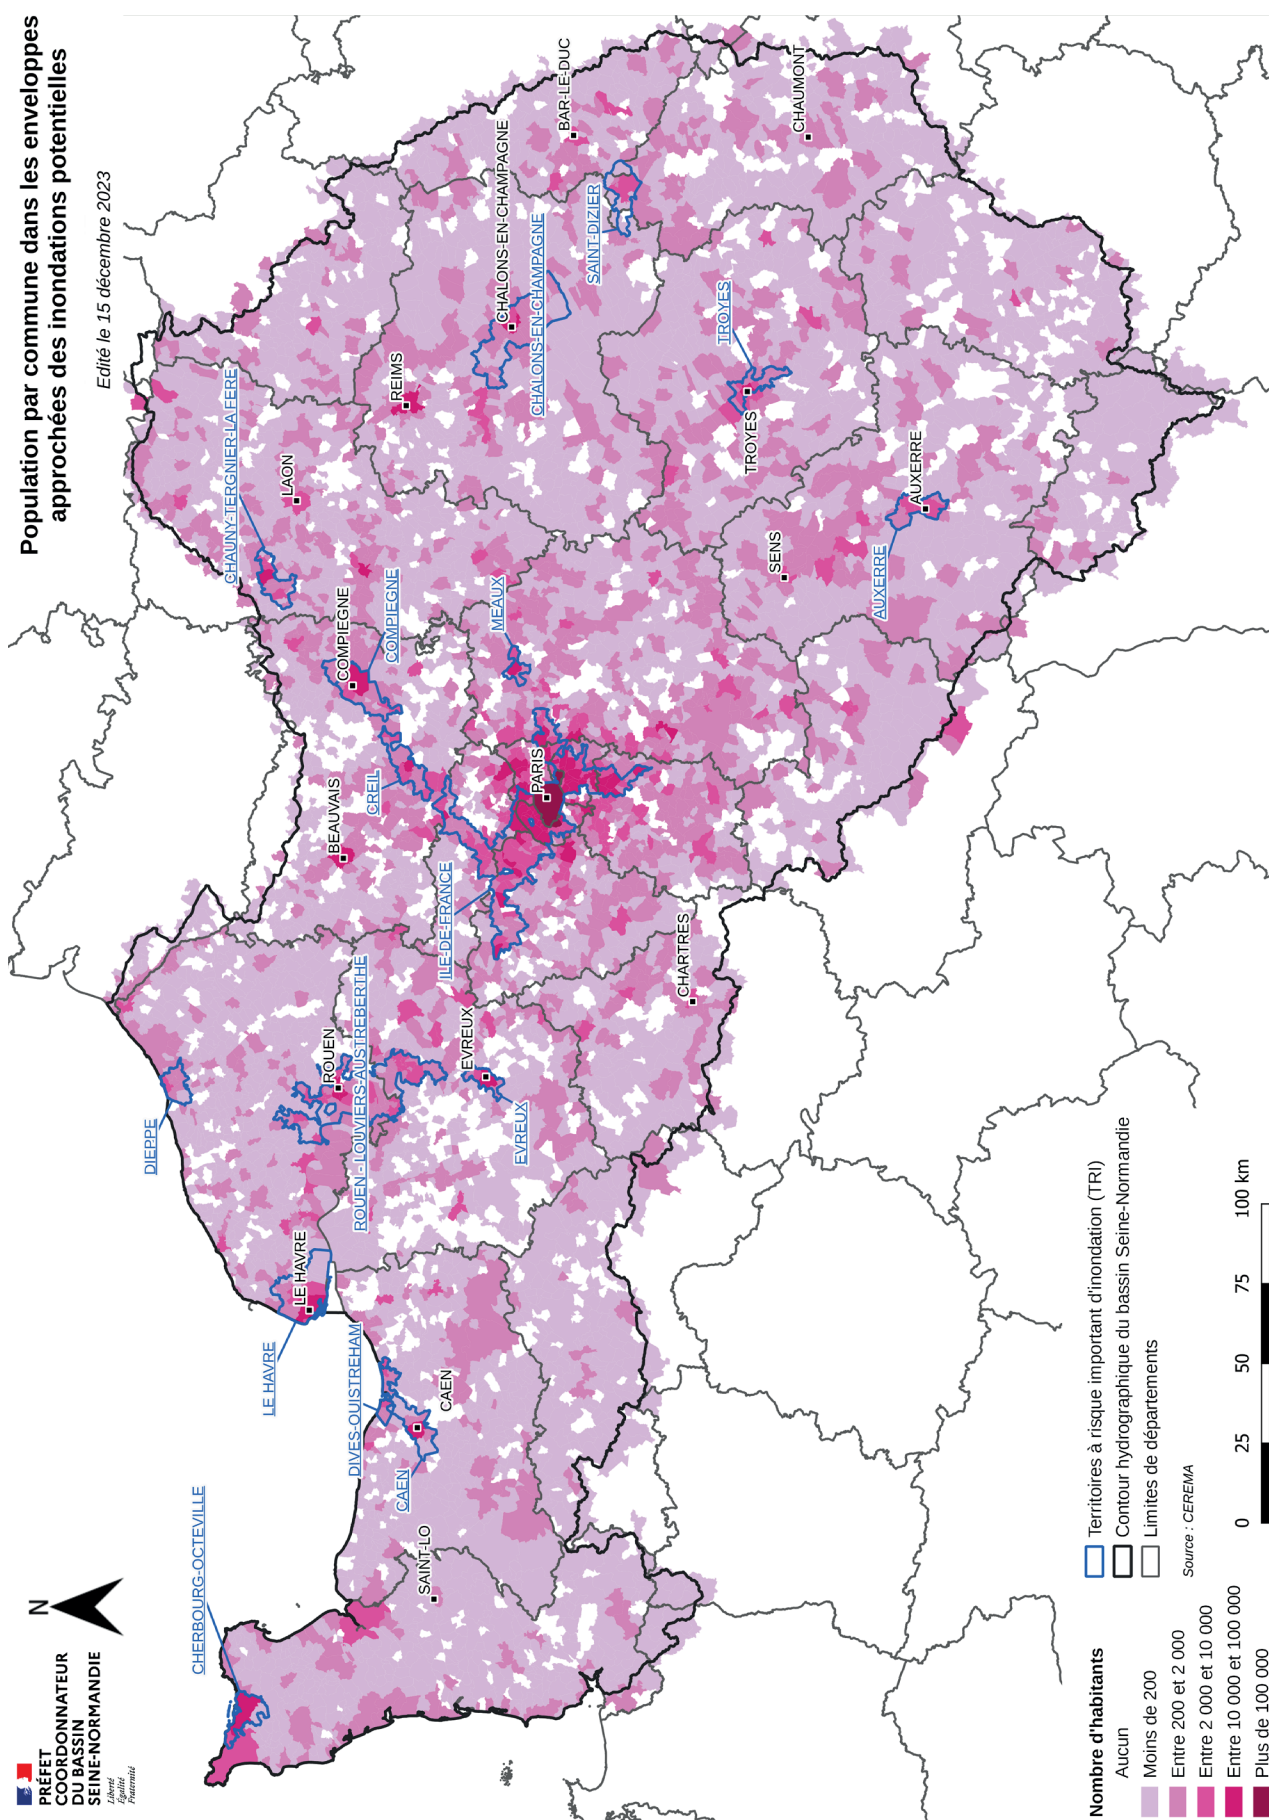 PRÉFET
COORDONNATEUR
DU BASSIN
SEINE-NORMANDIE
Liberté
Égalité
Fraternité
N
Population par commune dans les enveloppes
approchées des inondations potentielles
Edité le 15 décembre 2023
CHERBOURG-OCTEVILLE
SAINT-LO
CAEN
DIVES-OUISTREHAM
CAEN
LE HAVRE
LE HAVRE
DIEPPE
ROUEN
ROUEN - LOUVIERS-AUSTREBERTHE
EVREUX
EVREUX
CHARTRES
ILE-DE-FRANCE
BEAUVAIS
CREIL
PARIS
COMPIEGNE
COMPIEGNE
MEAUX
CHAUNY-TERGNIER-LA FERE
LAON
REIMS
CHALONS-EN-CHAMPAGNE
CHALONS-EN-CHAMPAGNE
SAINT-DIZIER
BAR-LE-DUC
CHAUMONT
TROYES
TROYES
SENS
AUXERRE
AUXERRE
Nombre d'habitants
Aucun
Moins de 200
Entre 200 et 2 000
Entre 2 000 et 10 000
Entre 10 000 et 100 000
Plus de 100 000
Territoires à risque important d'inondation (TRI)
Contour hydrographique du bassin Seine-Normandie
Limites de départements
Source : CEREMA
0 25 50 75 100 km